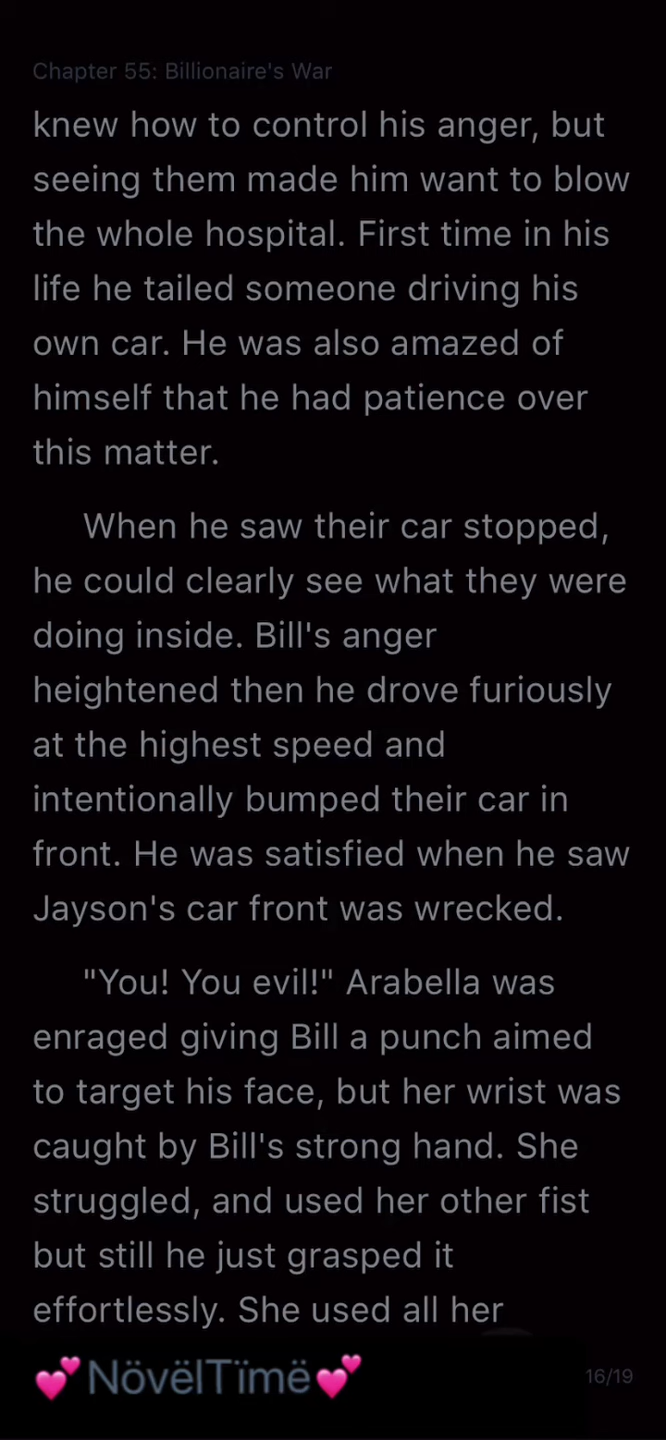 Chapter 55: Billionaire's War
knew how to control his anger, but
seeing them made him want to blow
the whole hospital. First time in his
life he tailed someone driving his
own car. He was also amazed of
himself that he had patience over
this matter.
When he saw their car stopped,
he could clearly see what they were
doing inside. Bill's anger
heightened then he drove furiously
at the highest speed and
intentionally bumped their car in
front. He was satisfied when he saw
Jayson's car front was wrecked.
"You! You evil!" Arabella was
enraged giving Bill a punch aimed
to target his face, but her wrist was
caught by Bill's strong hand. She
struggled, and used her other fist
but still he just grasped it
effortlessly. She used all her
💕NövëlTïmë💕
16/19